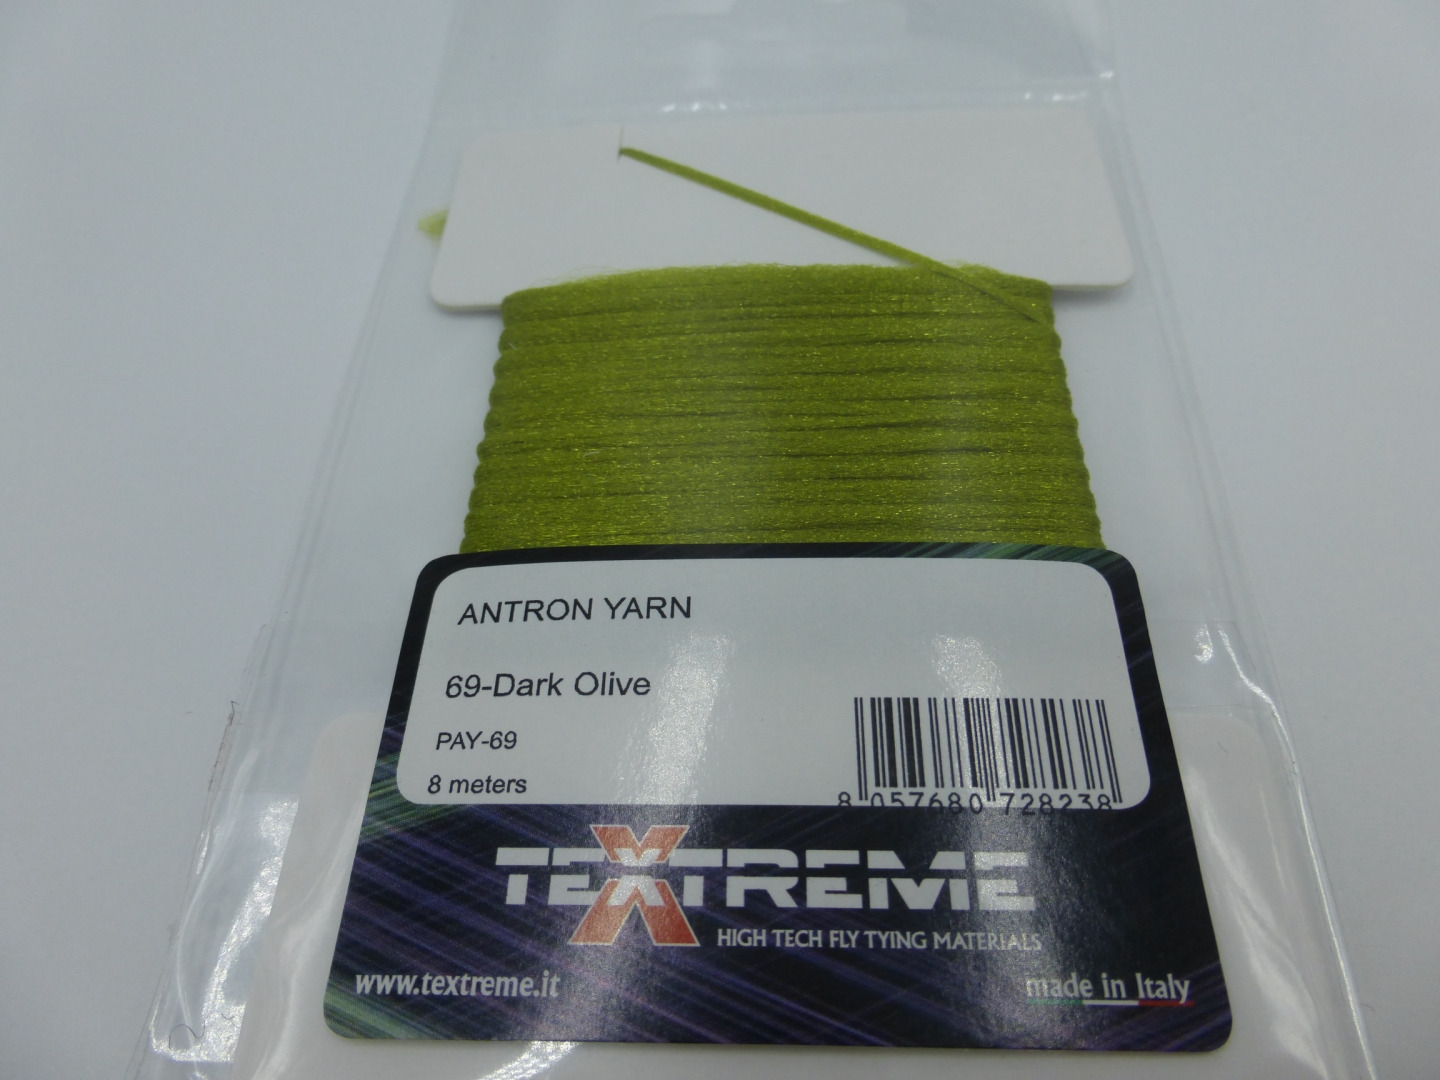 ANTRON YARN
69-Dark Olive
PAY-69
8 meters
8 057680 728238
TEXTREME
HIGH TECH FLY TYING MATERIALS
www.textreme.it
made in Italy